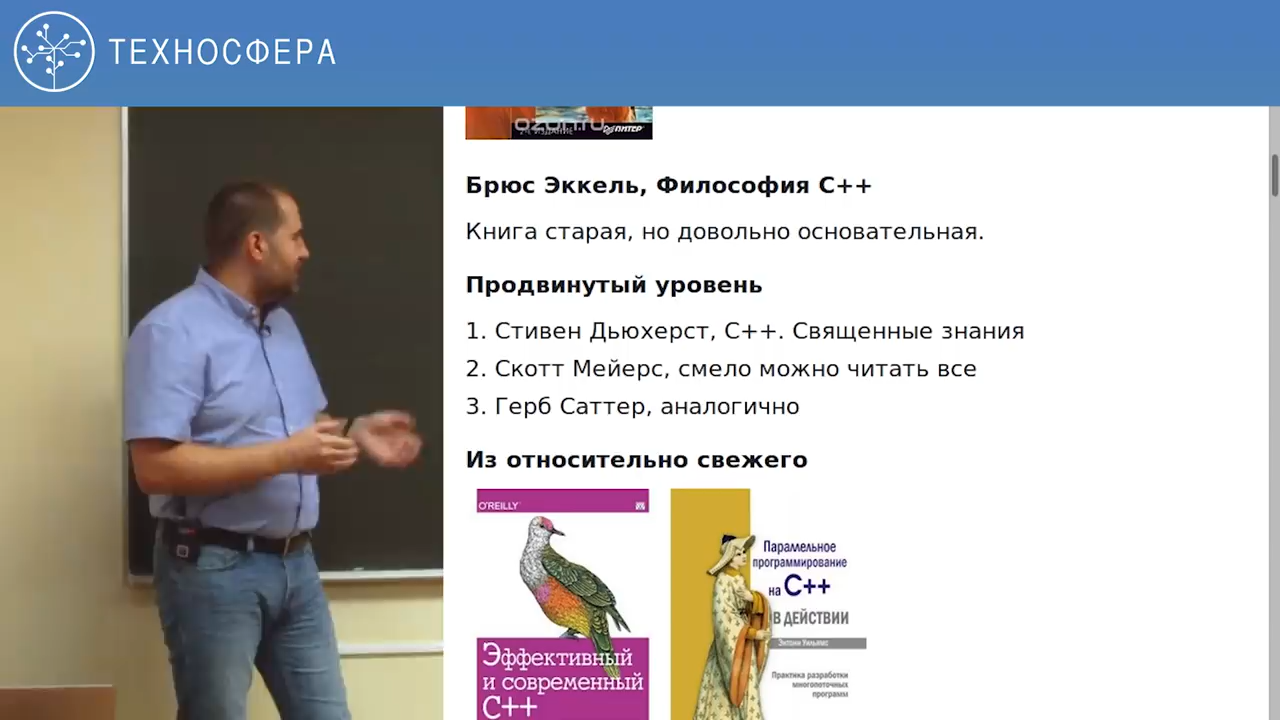 ТЕХНОСФЕРА
ozon.ru
2-Е ИЗДАНИЕ ПИТЕР
Брюс Эккель, Философия C++
Книга старая, но довольно основательная.
Продвинутый уровень
1. Стивен Дьюхерст, C++. Священные знания
2. Скотт Мейерс, смело можно читать все
3. Герб Саттер, аналогично
Из относительно свежего
O'REILLY
Эффективный
и современный
C++
Параллельное
программирование
на C++
В ДЕЙСТВИИ
Энтони Уильямс
Практика разработки
многопоточных
программ